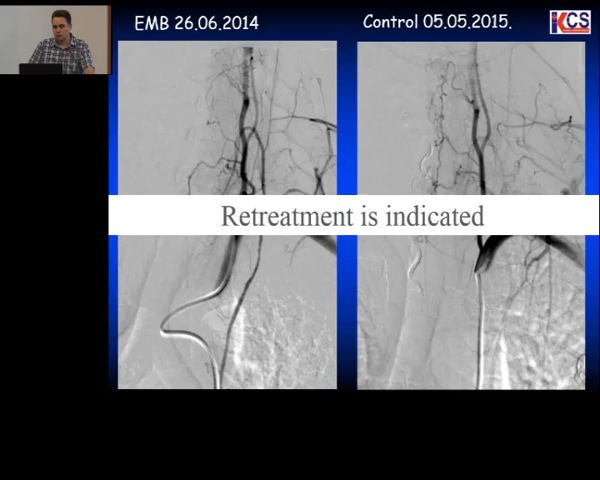 EMB 26.06.2014
Control 05.05.2015.
KCS
Retreatment is indicated